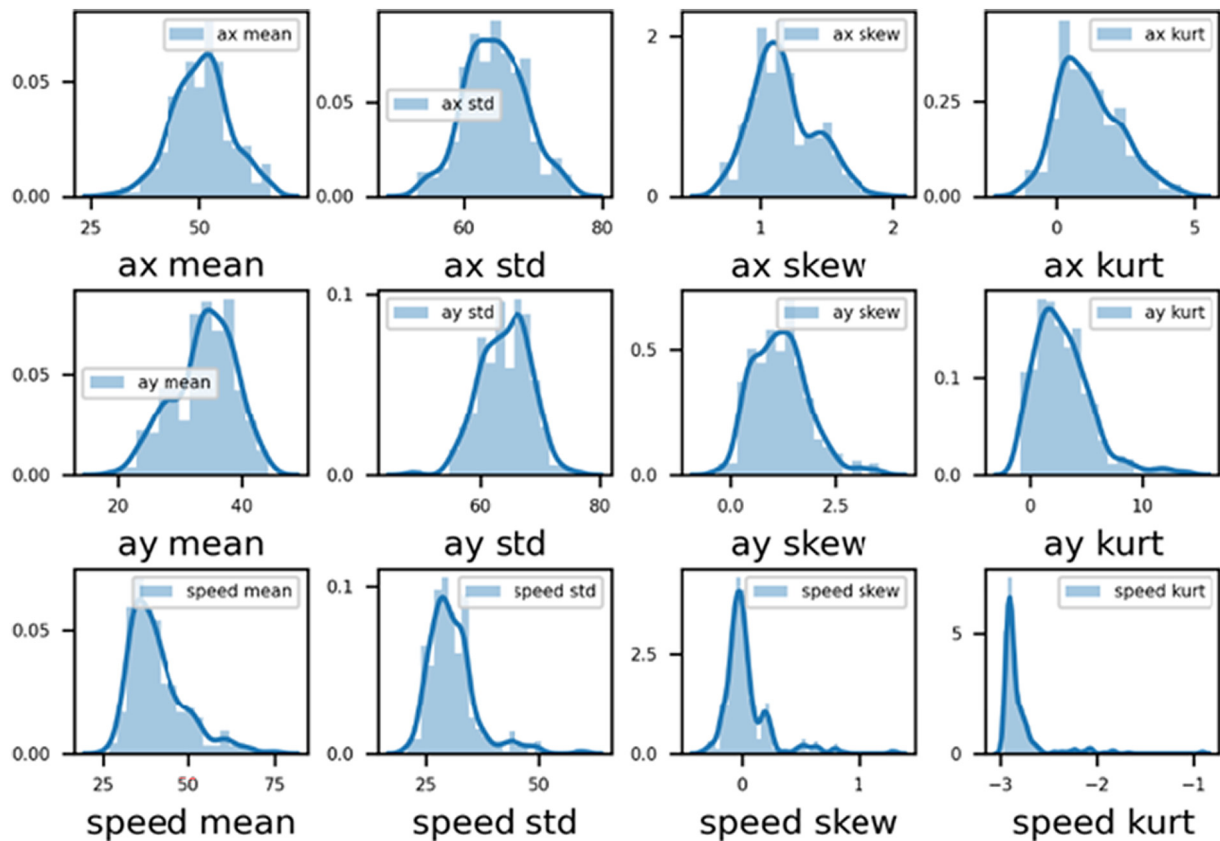 ax mean
0.05
0.00
25 50
ax mean
ax std
0.05
0.00
60 80
ax std
ax skew
2
1
0
1 2
ax skew
ax kurt
0.25
0.00
0 5
ax kurt
ay mean
0.05
0.00
20 40
ay mean
ay std
0.1
0.0
60 80
ay std
ay skew
0.5
0.0
0.0 2.5
ay skew
ay kurt
0.1
0.0
0 10
ay kurt
speed mean
0.05
0.00
25 50 75
speed mean
speed std
0.1
0.0
25 50
speed std
speed skew
2.5
0.0
0 1
speed skew
speed kurt
5
0
-3 -2 -1
speed kurt